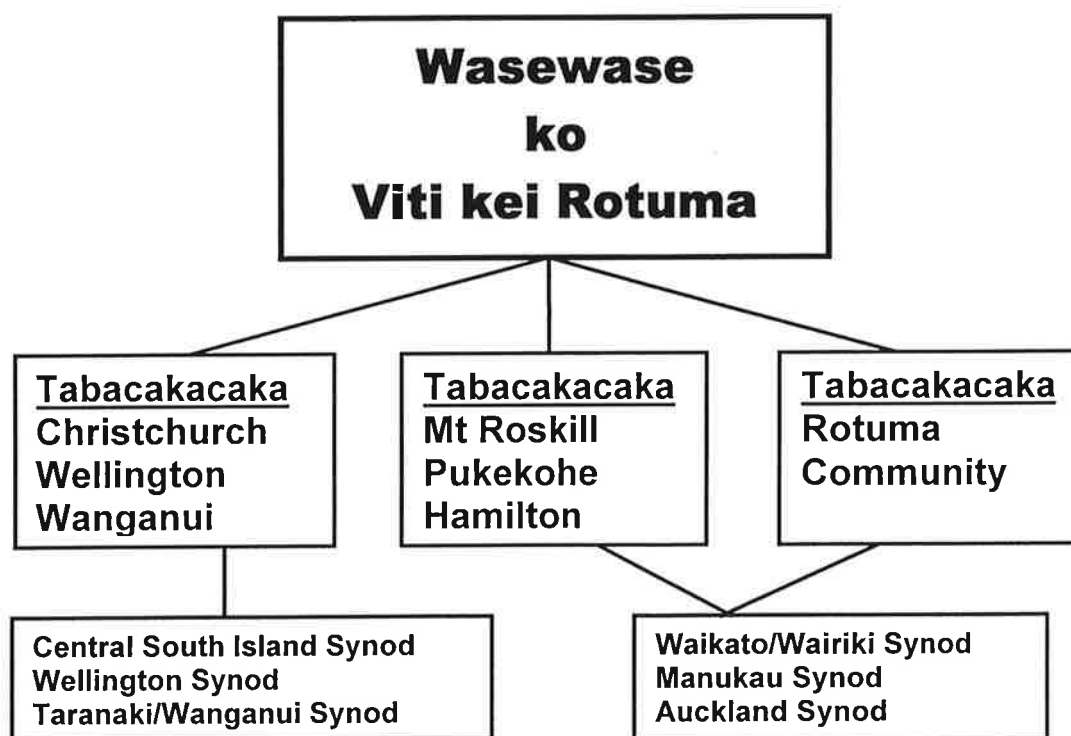 Wasewase
ko
Viti kei Rotuma
Tabacakacaka
Christchurch
Wellington
Wanganui
Tabacakacaka
Mt Roskill
Pukekohe
Hamilton
Tabacakacaka
Rotuma
Community
Central South Island Synod
Wellington Synod
Taranaki/Wanganui Synod
Waikato/Wairiki Synod
Manukau Synod
Auckland Synod